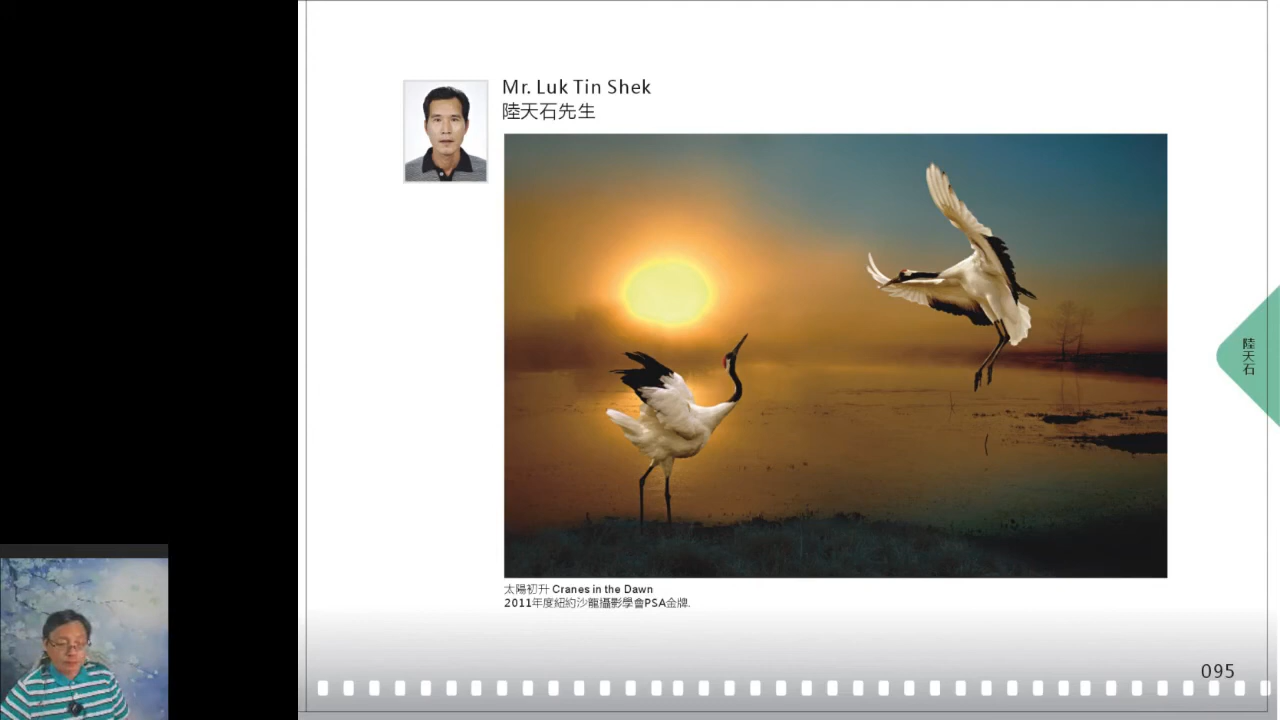 Mr. Luk Tin Shek
陸天石先生
陸天石
太陽初升 Cranes in the Dawn
2011年度紐約沙龍攝影學會PSA金牌.
095